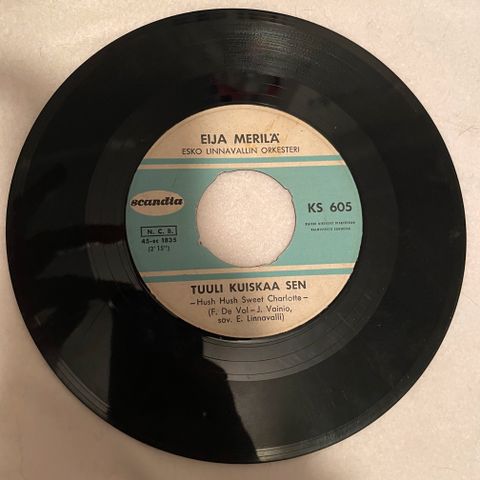 EIJA MERILÄ
ESKO LINNAVALLIN ORKESTERI
scandia
KS 605
N. C. B.
45-sc 1835
(2' 15")
TUULI KUISKAA SEN
-Hush Hush Sweet Charlotte-
(F. De Vol-J. Vainio,
sov. E. Linnavalli)